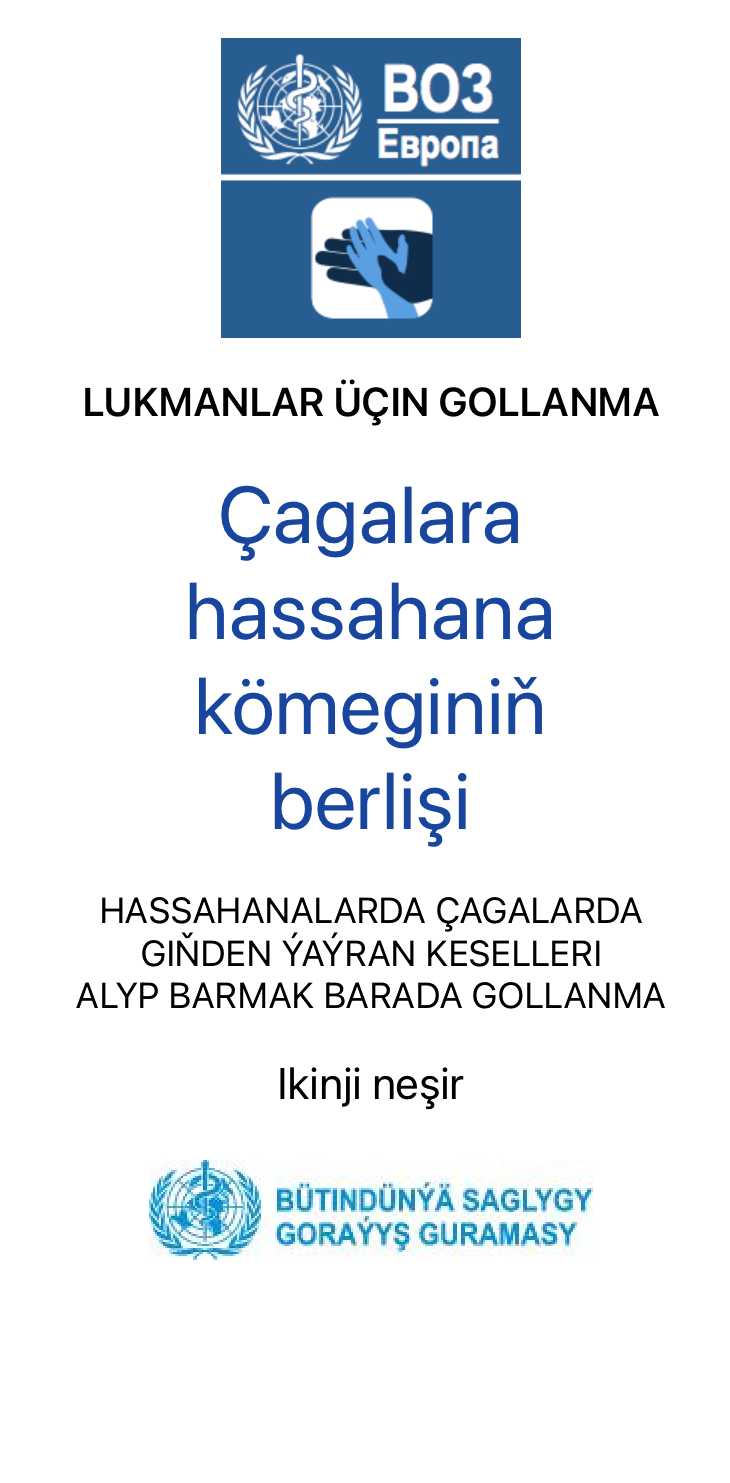 ВОЗ
Европа
LUKMANLAR ÜÇIN GOLLANMA
Çagalara
hassahana
kömeginiň
berlişi
HASSAHANALARDA ÇAGALARDA
GIŇDEN ÝAÝRAN KESELLERI
ALYP BARMAK BARADA GOLLANMA
Ikinji neşir
BÜTINDÜNÝÄ SAGLYGY
GORAÝYŞ GURAMASY